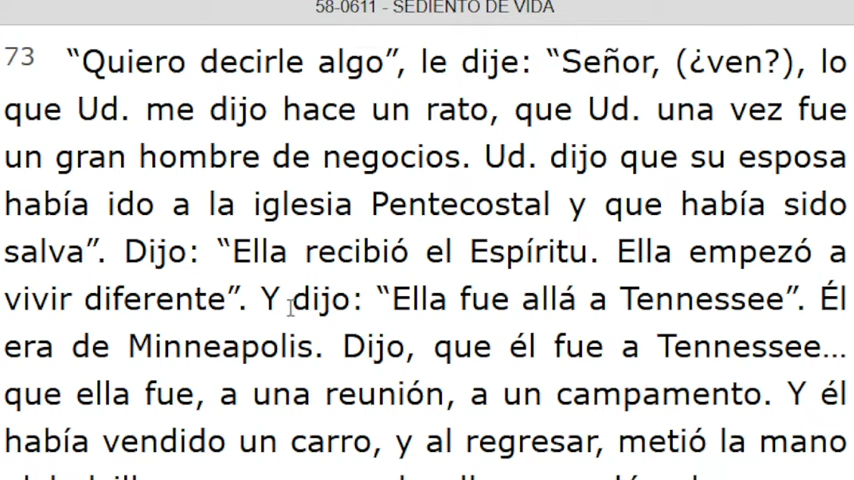 58-0611 - SEDIENTO DE VIDA
73 “Quiero decirle algo”, le dije: “Señor, (¿ven?), lo
que Ud. me dijo hace un rato, que Ud. una vez fue
un gran hombre de negocios. Ud. dijo que su esposa
había ido a la iglesia Pentecostal y que había sido
salva”. Dijo: “Ella recibió el Espíritu. Ella empezó a
vivir diferente”. Y dijo: “Ella fue allá a Tennessee”. Él
era de Minneapolis. Dijo, que él fue a Tennessee...
que ella fue, a una reunión, a un campamento. Y él
había vendido un carro, y al regresar, metió la mano